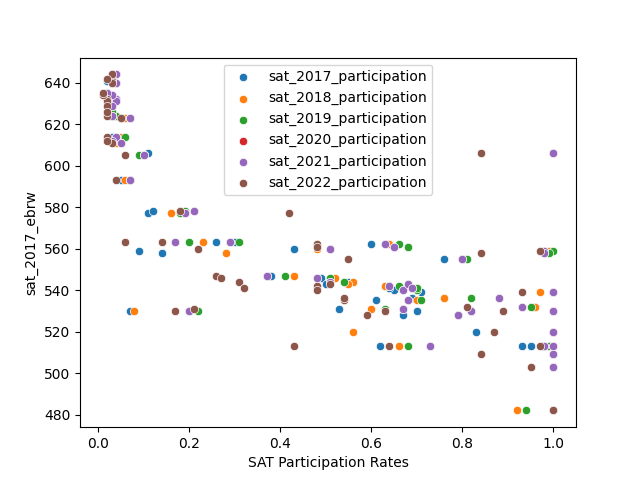 sat_2017_participation
sat_2018_participation
sat_2019_participation
sat_2020_participation
sat_2021_participation
sat_2022_participation
640
620
600
580
560
540
520
500
480
sat_2017_ebrw
0.0 0.2 0.4 0.6 0.8 1.0
SAT Participation Rates